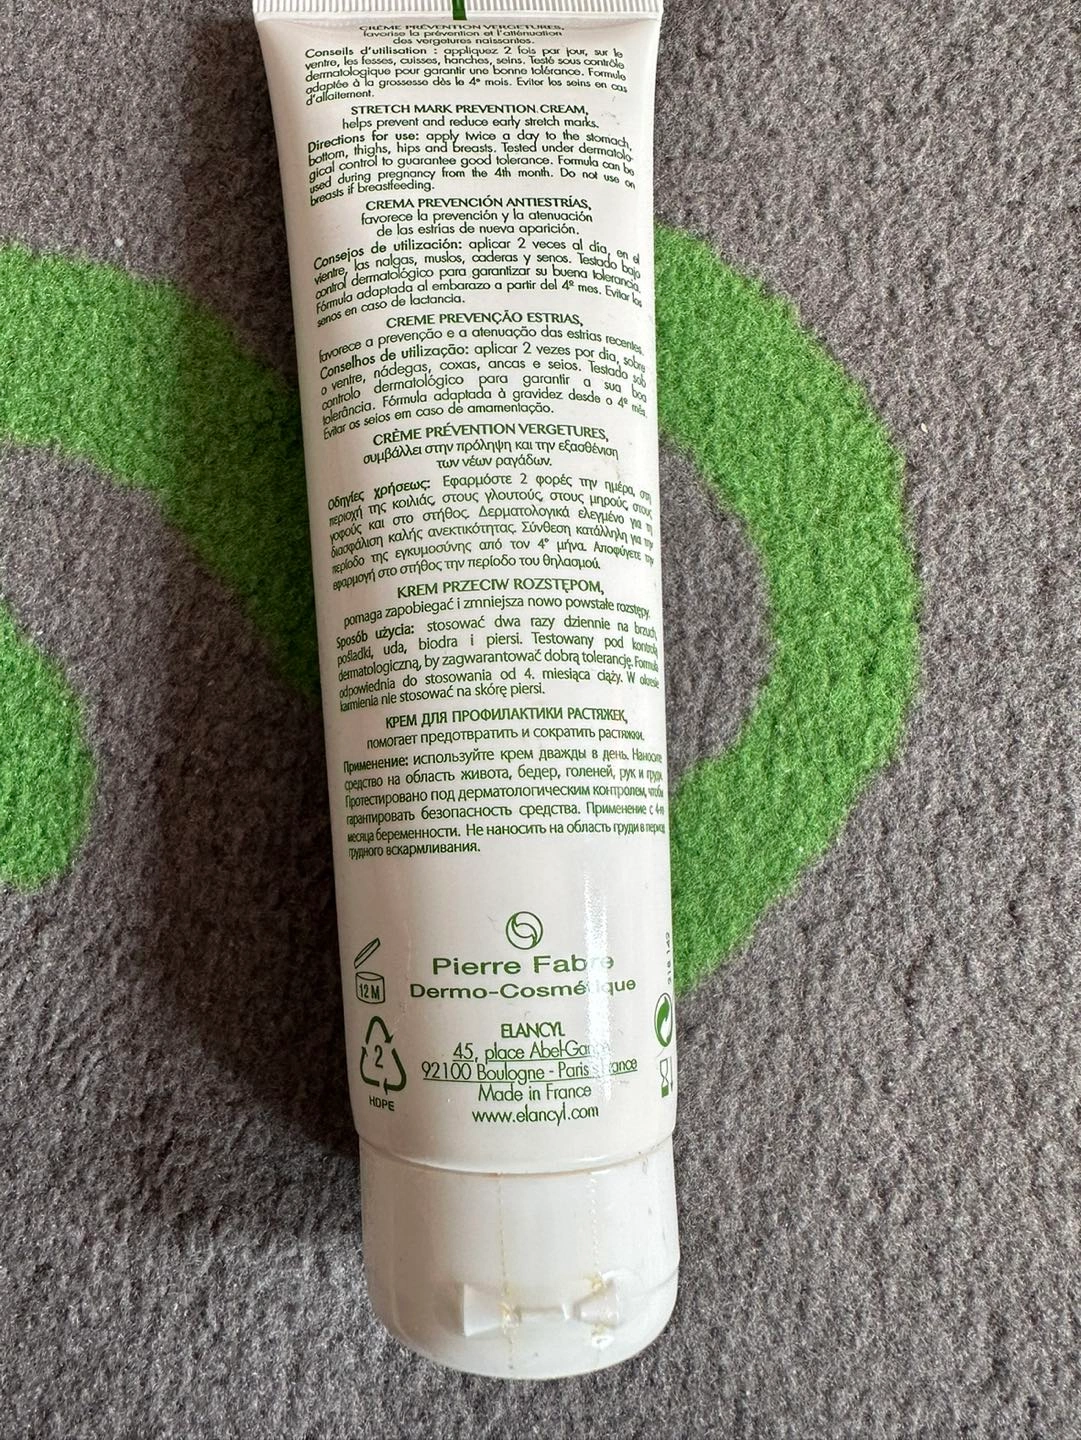 CRÈME PRÉVENTION VERGETURES,
favorise la prévention et l'atténuation
des vergetures naissantes.
Conseils d'utilisation : appliquez 2 fois par jour, sur le
ventre, les fesses, cuisses, hanches, seins. Testé sous contrôle
dermatologique pour garantir une bonne tolérance. Formule
adaptée à la grossesse dès le 4e mois. Eviter les seins en cas
d'allaitement.
STRETCH MARK PREVENTION CREAM,
helps prevent and reduce early stretch marks.
Directions for use: apply twice a day to the stomach,
bottom, thighs, hips and breasts. Tested under dermatolo-
gical control to guarantee good tolerance. Formula can be
used during pregnancy from the 4th month. Do not use on
breasts if breastfeeding.
CREMA PREVENCIÓN ANTIESTRÍAS,
favorece la prevención y la atenuación
de las estrías de nueva aparición.
Consejos de utilización: aplicar 2 veces al día, en el
vientre, las nalgas, muslos, caderas y senos. Testado bajo
control dermatológico para garantizar su buena tolerancia.
Fórmula adaptada al embarazo a partir del 4º mes. Evitar los
senos en caso de lactancia.
CREME PREVENÇÃO ESTRIAS,
favorece a prevenção e a atenuação das estrias recentes.
Conselhos de utilização: aplicar 2 vezes por dia, sobre
o ventre, nádegas, coxas, ancas e seios. Testado sob
controlo dermatológico para garantir a sua boa
tolerância. Fórmula adaptada à gravidez desde o 4º mês.
Evitar os seios em caso de amamentação.
CRÈME PRÉVENTION VERGETURES,
συμβάλλει στην πρόληψη και την εξασθένιση
των νέων ραγάδων.
Οδηγίες χρήσεως: Εφαρμόστε 2 φορές την ημέρα, στη
περιοχή της κοιλιάς, στους γλουτούς, στους μηρούς, στους
γοφούς και στο στήθος. Δερματολογικά ελεγμένο για τη
διασφάλιση καλής ανεκτικότητας. Σύνθεση κατάλληλη για την
περίοδο της εγκυμοσύνης από τον 4ο μήνα. Αποφύγετε την
εφαρμογή στο στήθος την περίοδο του θηλασμού.
KREM PRZECIW ROZSTĘPOM,
pomaga zapobiegać i zmniejsza nowo powstałe rozstępy.
Sposób użycia: stosować dwa razy dziennie na brzuch,
pośladki, uda, biodra i piersi. Testowany pod kontrolą
dermatologiczną, by zagwarantować dobrą tolerancję. Formuła
odpowiednia do stosowania od 4. miesiąca ciąży. W okresie
karmienia nie stosować na skórę piersi.
КРЕМ ДЛЯ ПРОФИЛАКТИКИ РАСТЯЖЕК,
помогает предотвратить и сократить растяжки.
Применение: используйте крем дважды в день. Наносите
средство на область живота, бедер, голеней, рук и груди.
Протестировано под дерматологическим контролем, чтобы
гарантировать безопасность средства. Применение с 4-го
месяца беременности. Не наносить на область груди в период
грудного вскармливания.
12 M
Pierre Fabre
Dermo-Cosmétique
2
HDPE
ELANCYL
45, place Abel-Gance
92100 Boulogne - Paris France
Made in France
www.elancyl.com